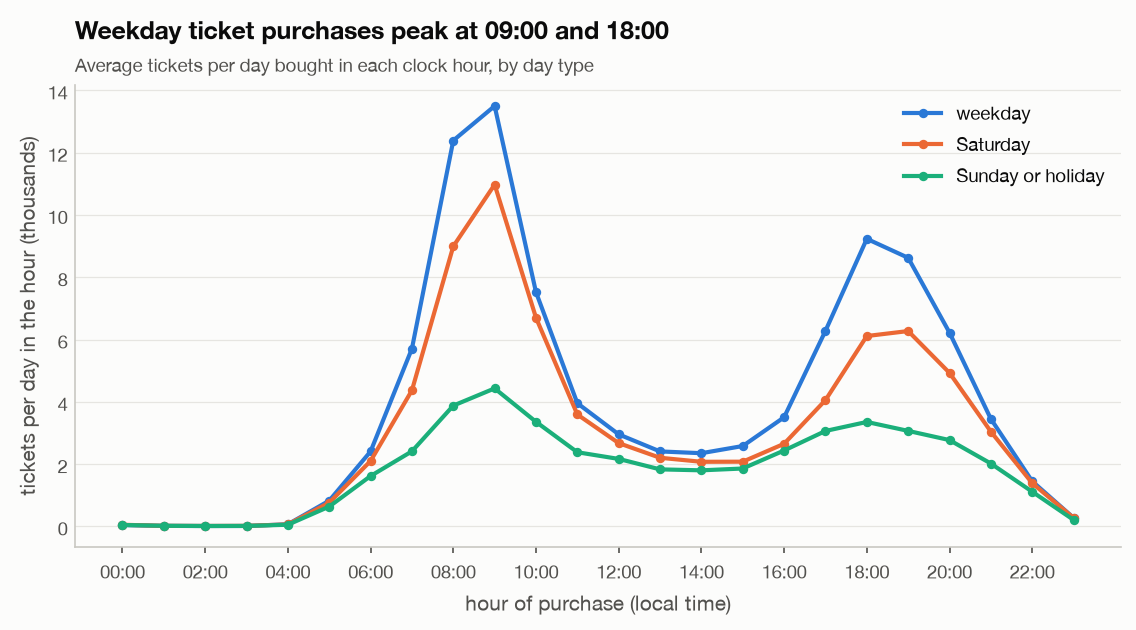 Weekday ticket purchases peak at 09:00 and 18:00
Average tickets per day bought in each clock hour, by day type
tickets per day in the hour (thousands)
14
12
10
8
6
4
2
0
weekday
Saturday
Sunday or holiday
00:00 02:00 04:00 06:00 08:00 10:00 12:00 14:00 16:00 18:00 20:00 22:00
hour of purchase (local time)